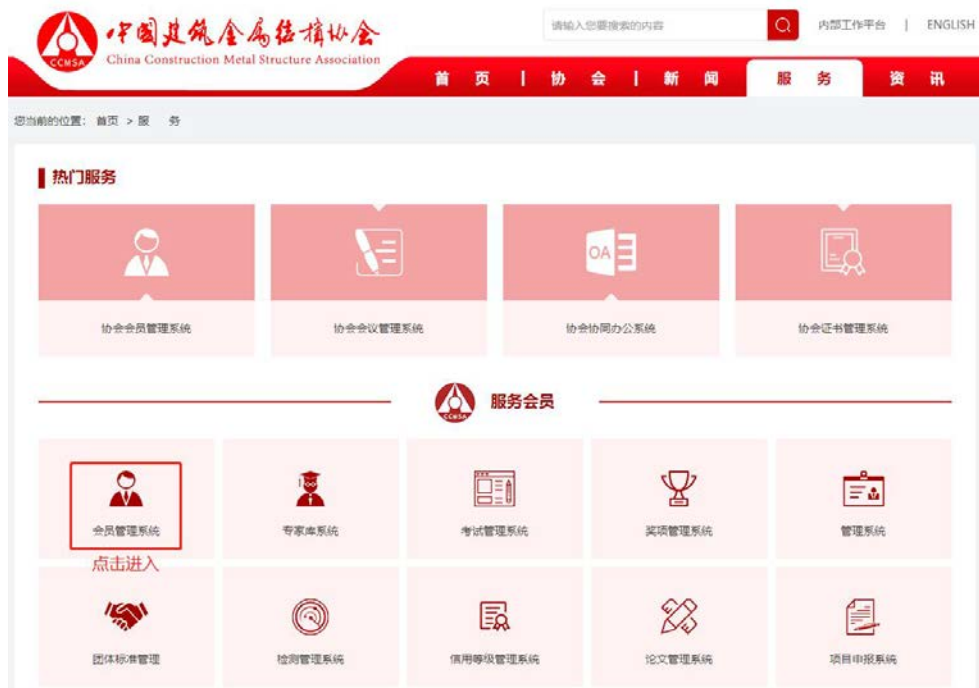 中国建筑金属结构协会
China Construction Metal Structure Association
CCMSA
请输入您要搜索的内容
内部工作平台 | ENGLISH
首 页 | 协 会 | 新 闻 服 务 资 讯
您当前的位置: 首页 > 服 务
热门服务
OA
协会会员管理系统 协会会议管理系统 协会协同办公系统 协会证书管理系统
CCMSA 服务会员
会员管理系统 专家库系统 考试管理系统 奖项管理系统 管理系统
点击进入
团体标准管理 检测管理系统 信用等级管理系统 论文管理系统 项目申报系统